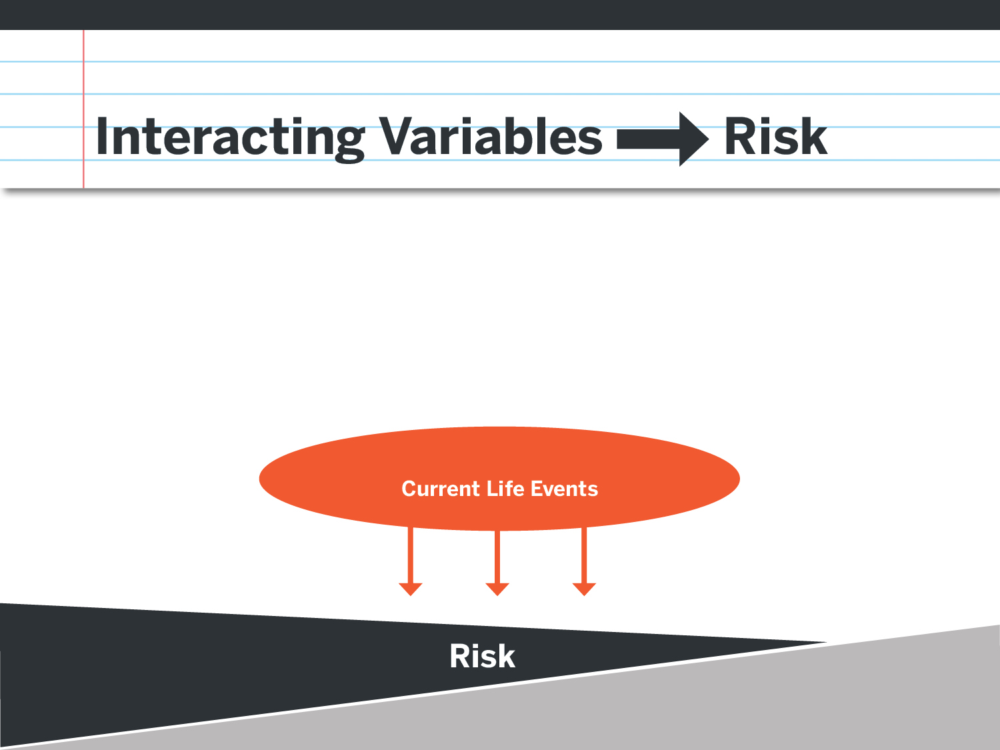 Interacting Variables Risk
Current Life Events
Risk